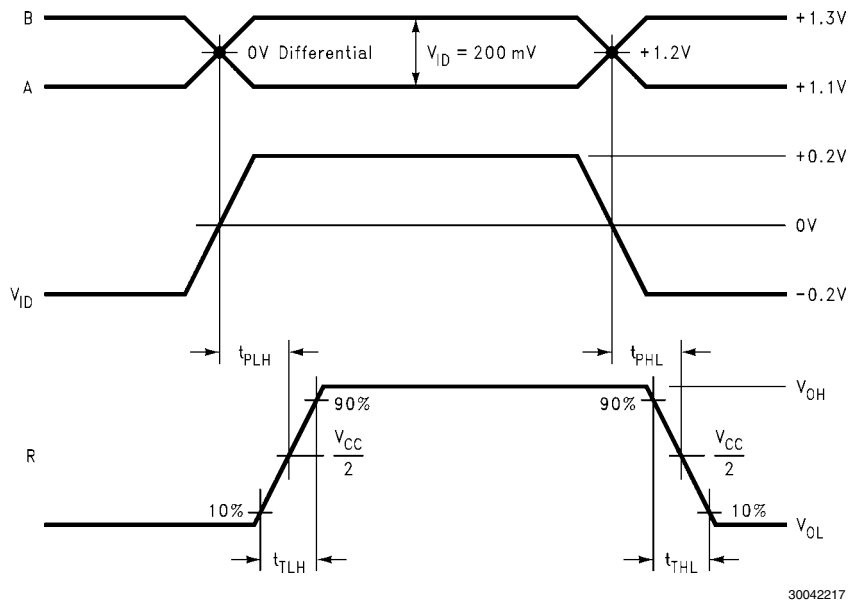 B
+1.3V
0V Differential
V_ID = 200 mV
+1.2V
A
+1.1V
+0.2V
0V
V_ID
-0.2V
t_PLH
t_PHL
V_OH
90%
90%
R
V_CC
2
V_CC
2
10%
10%
V_OL
t_TLH
t_THL
30042217